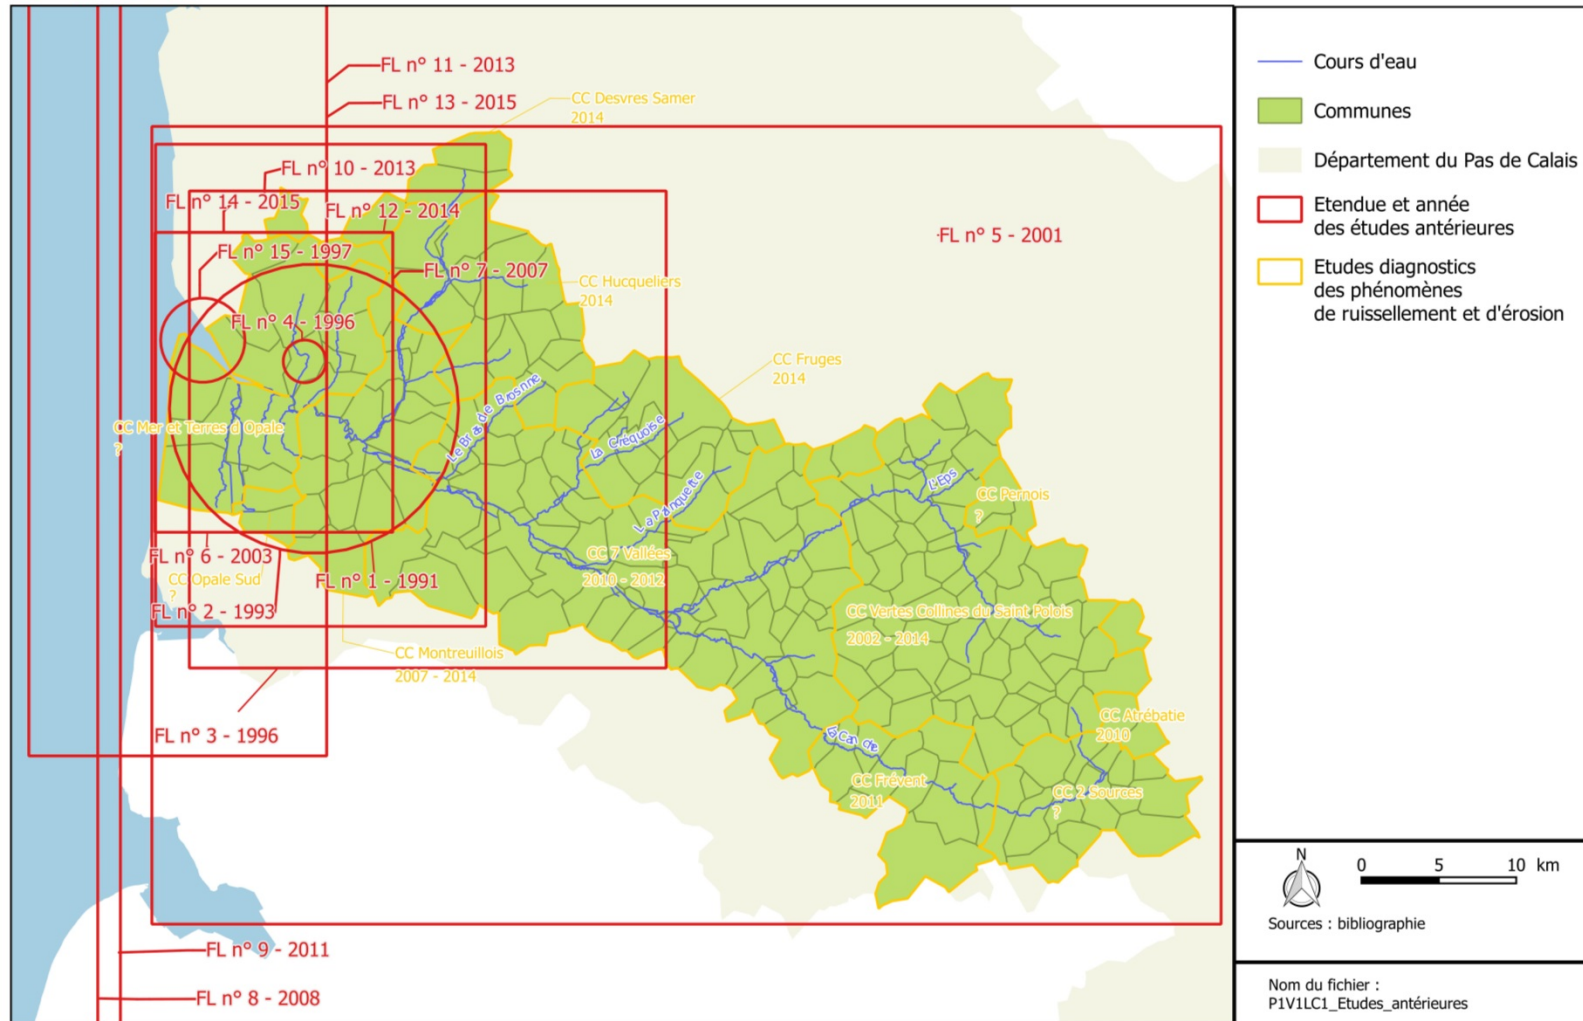 FL n° 11 - 2013
FL n° 13 - 2015
CC Desvres Samer
2014
FL n° 10 - 2013
FL n° 14 - 2015
FL n° 12 - 2014
FL n° 5 - 2001
FL n° 15 - 1997
FL n° 7 - 2007
CC Hucqueliers
2014
FL n° 4 - 1996
CC Fruges
2014
Le Bras de Brosnne
CC Mer et Terres d Opale
?
La Créquoise
La Planquette
L'Eps
CC Pernois
?
FL n° 6 - 2003
CC 7 Vallées
2010 - 2012
CC Opale Sud
?
FL n° 1 - 1991
FL n° 2 - 1993
CC Vertes Collines du Saint Polois
2002 - 2014
CC Montreuillois
2007 - 2014
FL n° 3 - 1996
CC Atrébatie
2010
La Canche
CC Frévent
2011
CC 2 Sources
?
FL n° 9 - 2011
FL n° 8 - 2008
Cours d'eau
Communes
Département du Pas de Calais
Etendue et année
des études antérieures
Etudes diagnostics
des phénomènes
de ruissellement et d'érosion
N
0 5 10 km
Sources : bibliographie
Nom du fichier :
P1V1LC1_Etudes_antérieures